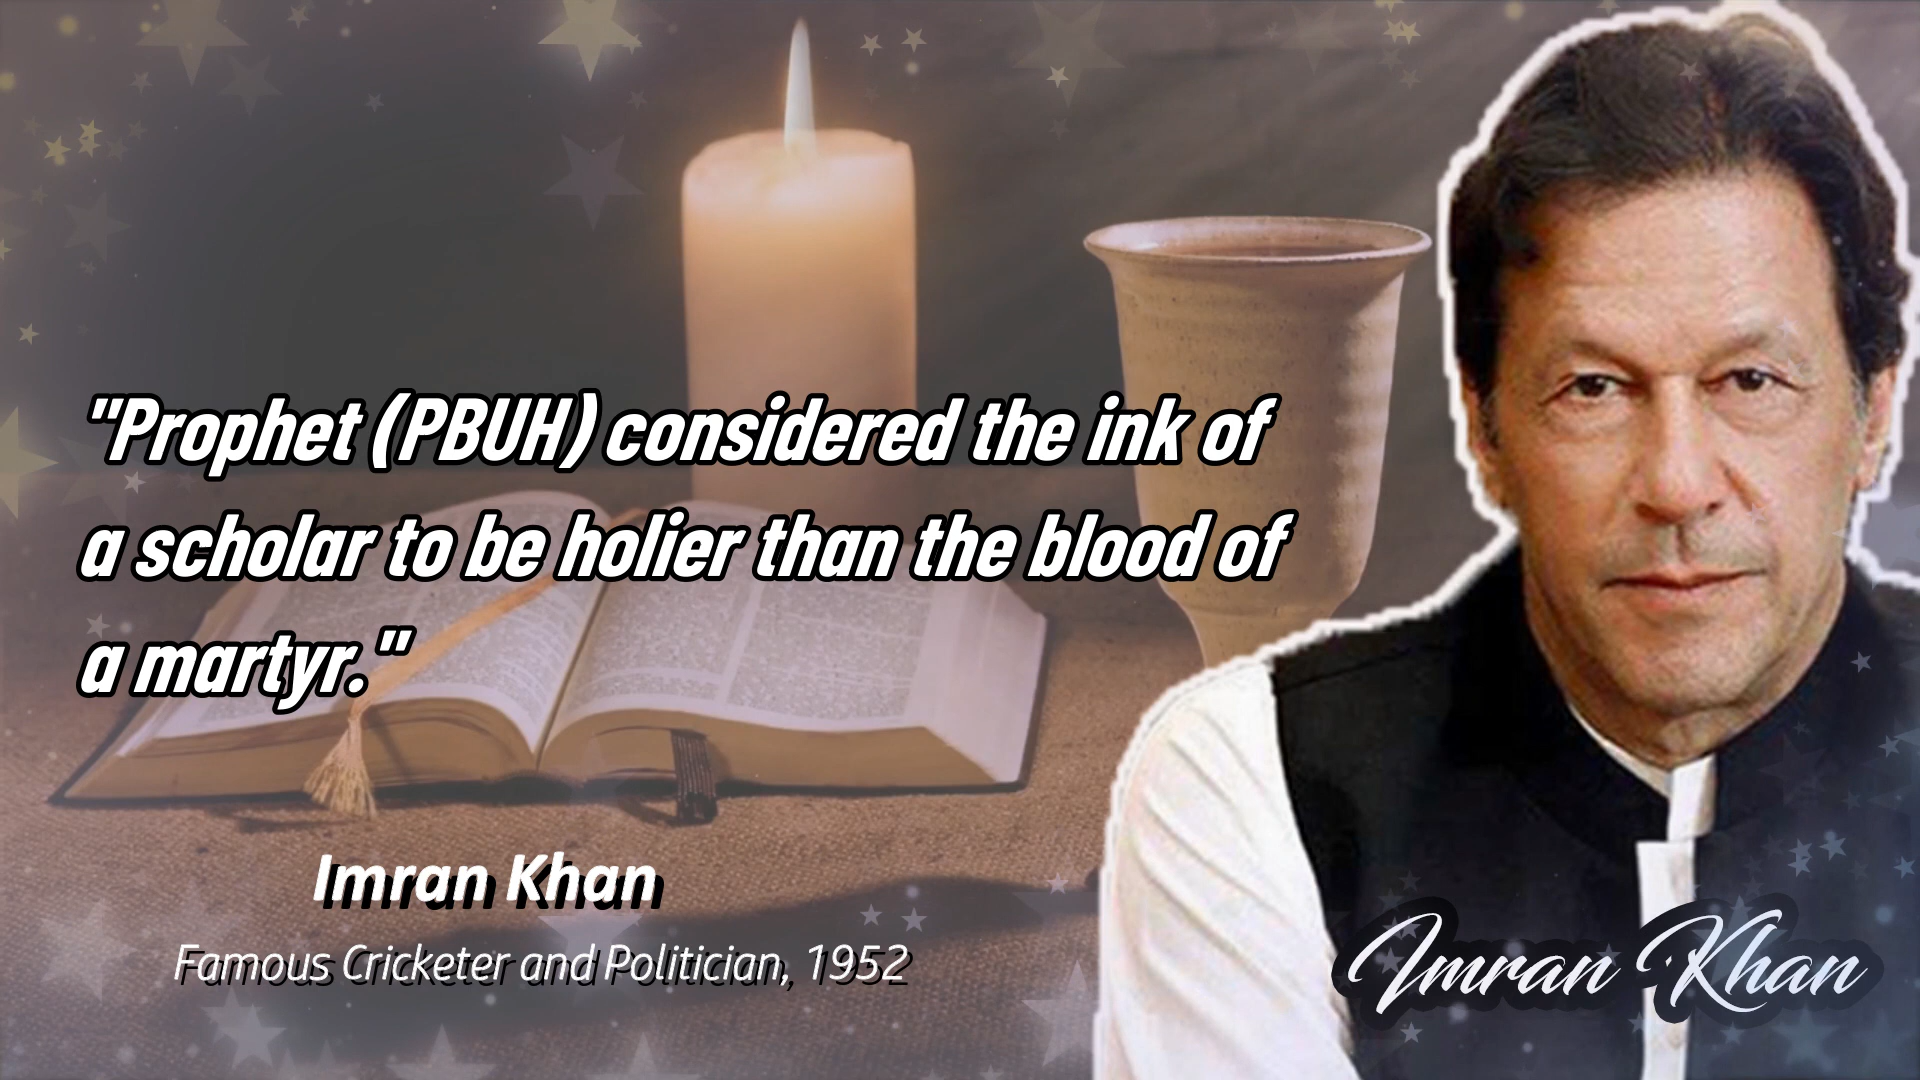 "Prophet (PBUH) considered the ink of
a scholar to be holier than the blood of
a martyr."
Imran Khan
Famous Cricketer and Politician, 1952
Imran Khan